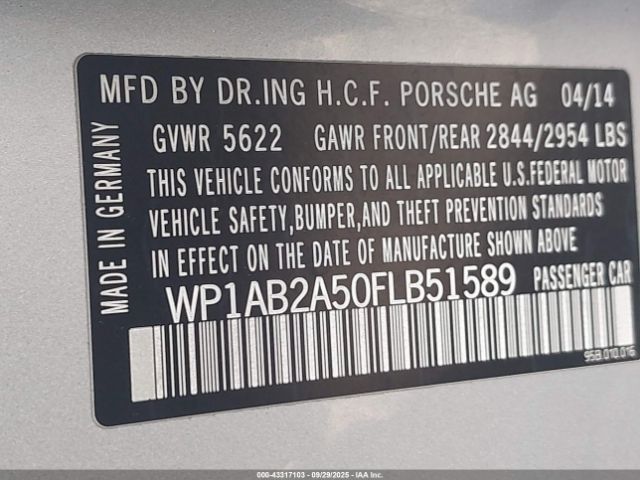 MFD BY DR.ING H.C.F. PORSCHE AG 04/14
GVWR 5622 GAWR FRONT/REAR 2844/2954 LBS
THIS VEHICLE CONFORMS TO ALL APPLICABLE U.S.FEDERAL MOTOR
VEHICLE SAFETY,BUMPER,AND THEFT PREVENTION STANDARDS
IN EFFECT ON THE DATE OF MANUFACTURE SHOWN ABOVE
WP1AB2A50FLB51589 PASSENGER CAR
95B.010.016
MADE IN GERMANY
000-43317103 | 09/29/2025 | Copyright: IAA, LLC